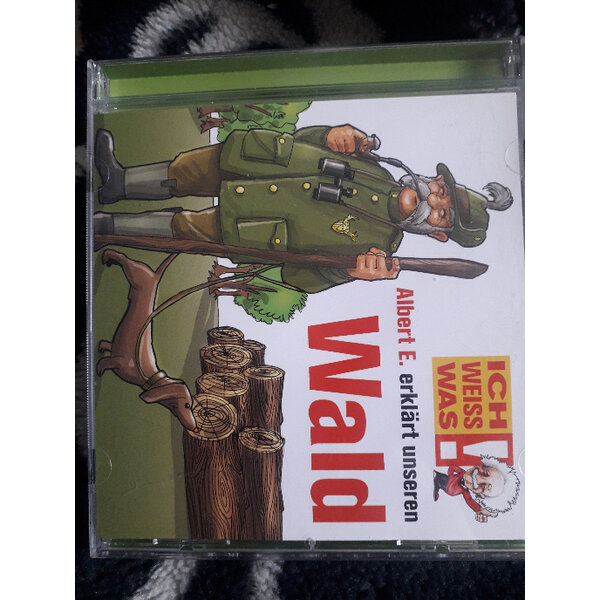 ICH
WEISS
WAS!
Albert E. erklärt unseren
Wald